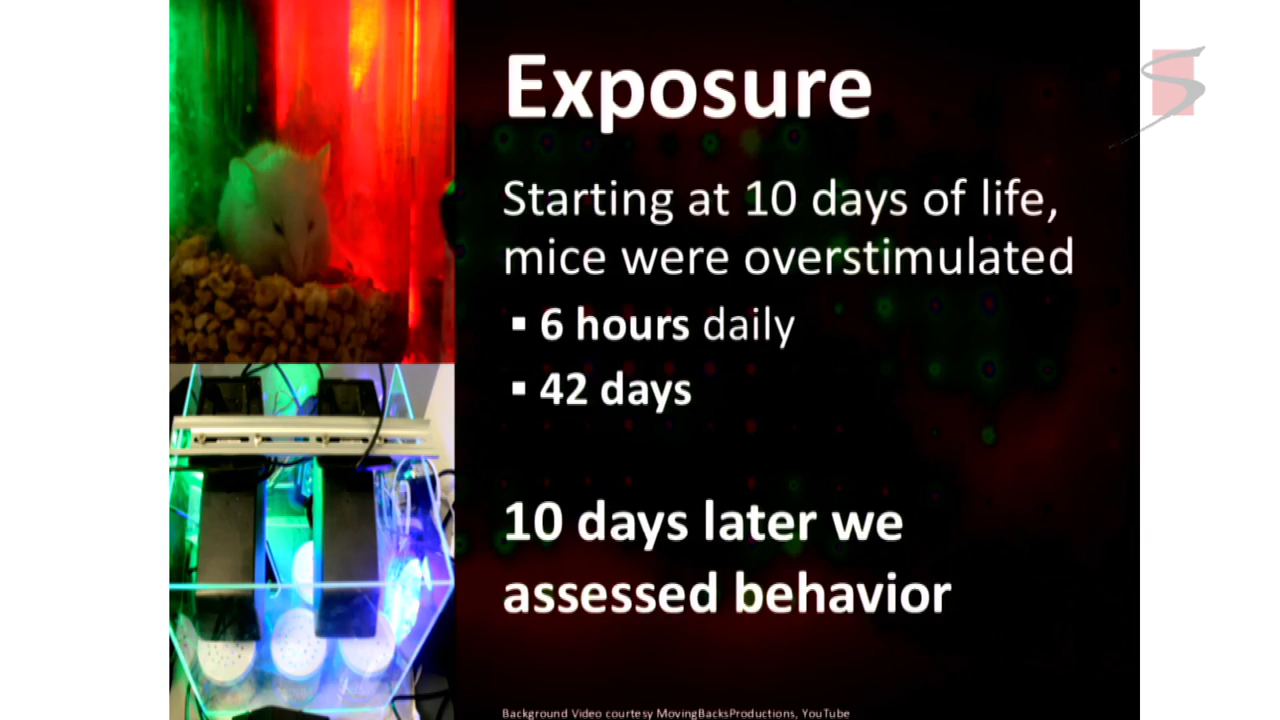 Exposure
Starting at 10 days of life,
mice were overstimulated
▪ 6 hours daily
▪ 42 days
10 days later we
assessed behavior
Background Video courtesy MovingBacksProductions, YouTube